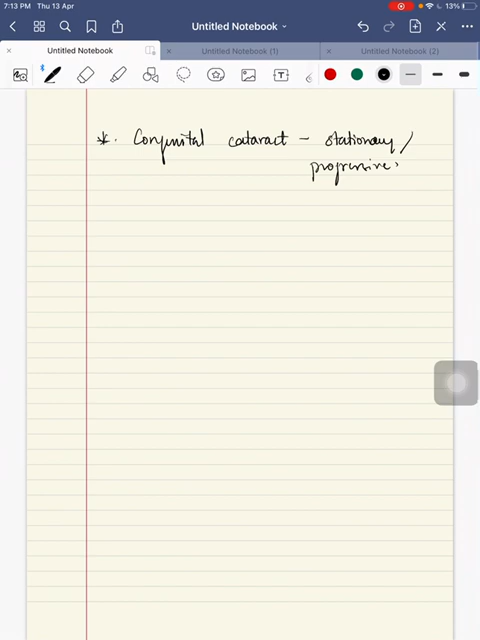 7:13 PM Thu 13 Apr 13%
Untitled Notebook
Untitled Notebook Untitled Notebook (1) Untitled Notebook (2)
*. Congenital cataract - stationary/
progressive.